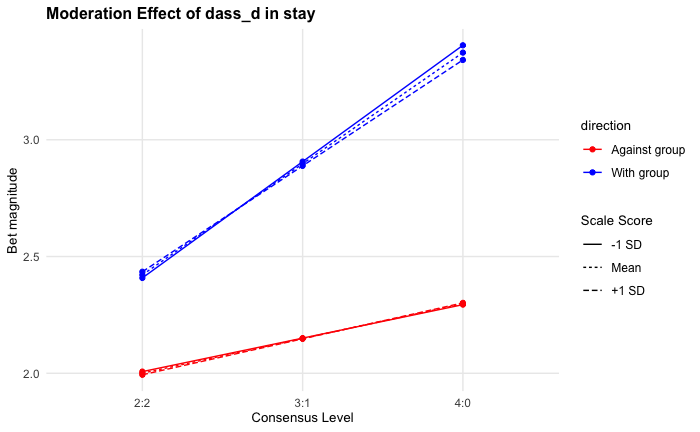 Moderation Effect of dass_d in stay
Bet magnitude
3.0
2.5
2.0
2:2
3:1
4:0
Consensus Level
direction
Against group
With group
Scale Score
-1 SD
Mean
+1 SD